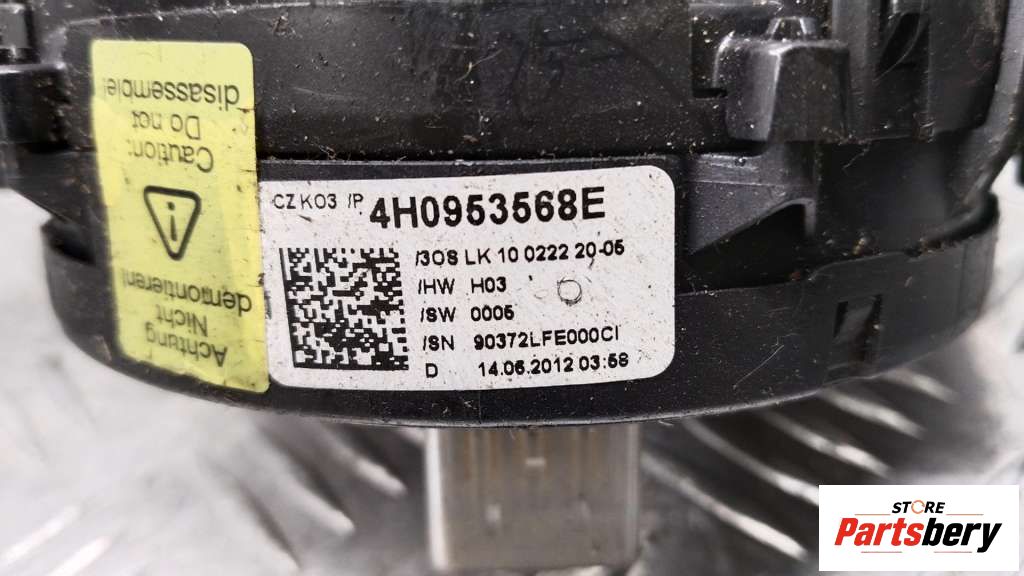 Achtung
Nicht
demontieren!
Caution:
Do not
disassemble!
CZ K03 /P 4H0953568E
/3OS LK 10 0222 20-05
/HW H03
/SW 0005
/SN 90372LFE000CI
D 14.06.2012 03:58
STORE
Partsbery